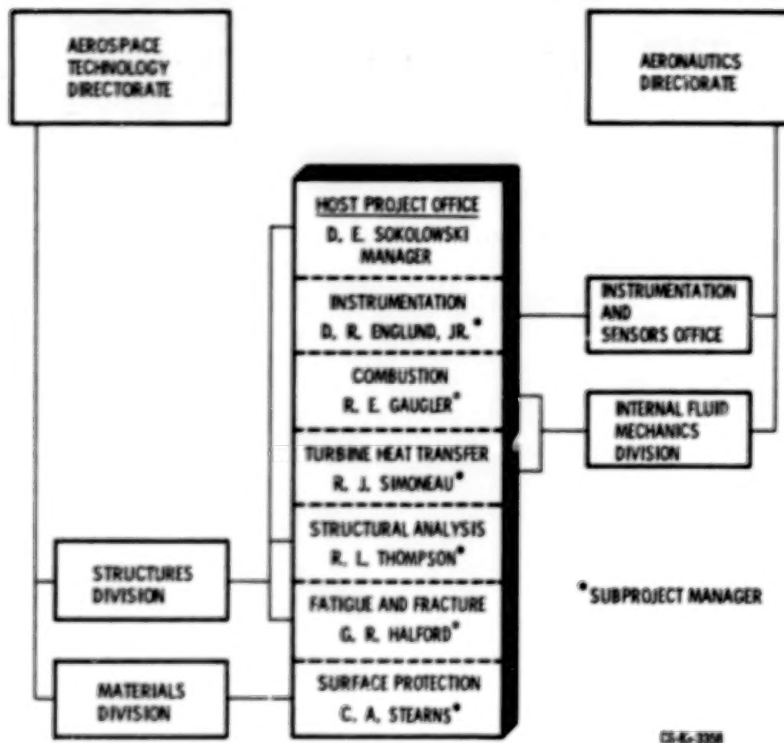 AEROSPACE
TECHNOLOGY
DIRECTORATE
AERONAUTICS
DIRECTORATE
HOST PROJECT OFFICE
D. E. SOKOLOWSKI
MANAGER
INSTRUMENTATION
D. R. ENGLUND, JR.*
COMBUSTION
R. E. GAUGLER*
TURBINE HEAT TRANSFER
R. J. SIMONEAU*
STRUCTURAL ANALYSIS
R. L. THOMPSON*
FATIGUE AND FRACTURE
G. R. HALFORD*
SURFACE PROTECTION
C. A. STEARNS*
INSTRUMENTATION
AND
SENSORS OFFICE
INTERNAL FLUID
MECHANICS
DIVISION
STRUCTURES
DIVISION
MATERIALS
DIVISION
*SUBPROJECT MANAGER